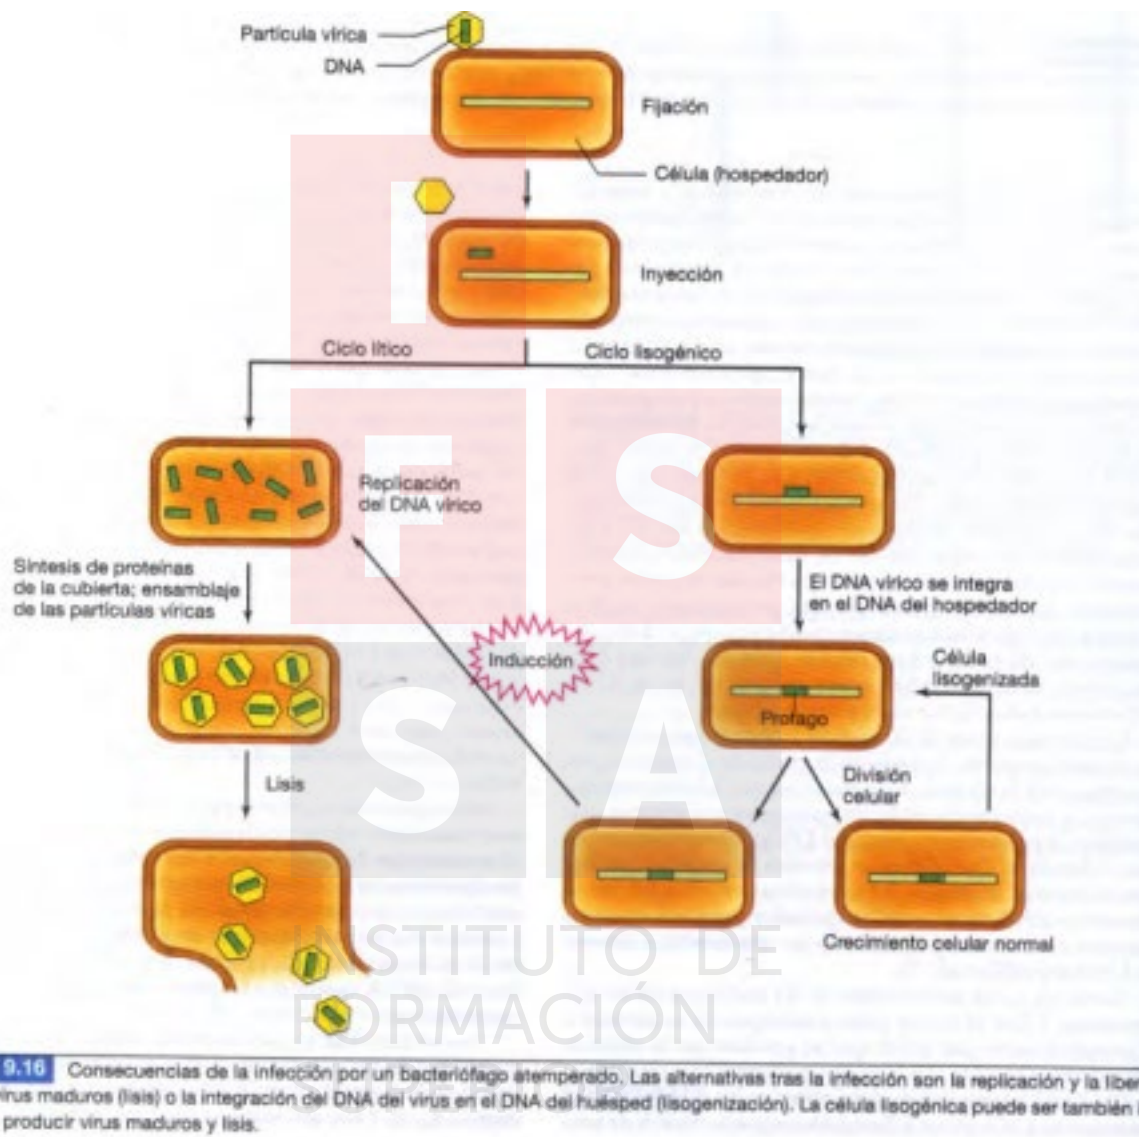 Partícula vírica
DNA
Fijación
Célula (hospedador)
Inyección
Ciclo lítico
Ciclo lisogénico
Replicación
del DNA vírico
Síntesis de proteínas
de la cubierta; ensamblaje
de las partículas víricas
El DNA vírico se integra
en el DNA del hospedador
Inducción
Célula
lisogenizada
Profago
Lisis
División
celular
Crecimiento celular normal
I
F S
S A
INSTITUTO DE
FORMACIÓN
9.16 Consecuencias de la infección por un bacteriófago atemperado. Las alternativas tras la infección son la replicación y la liber
virus maduros (lisis) o la integración del DNA del virus en el DNA del huésped (lisogenización). La célula lisogénica puede ser también
producir virus maduros y lisis.